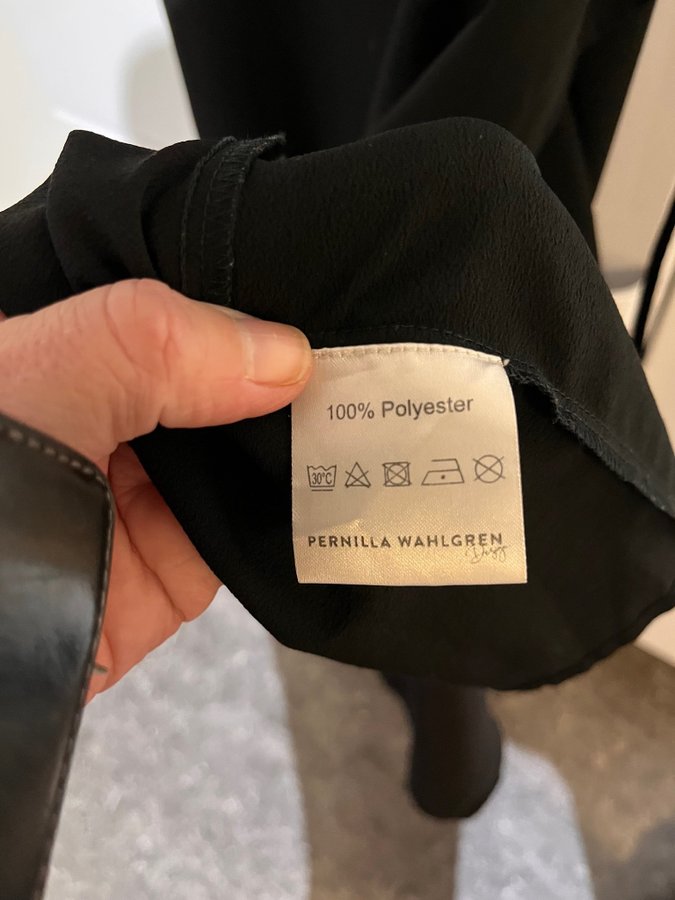 100% Polyester
30°C
PERNILLA WAHLGREN